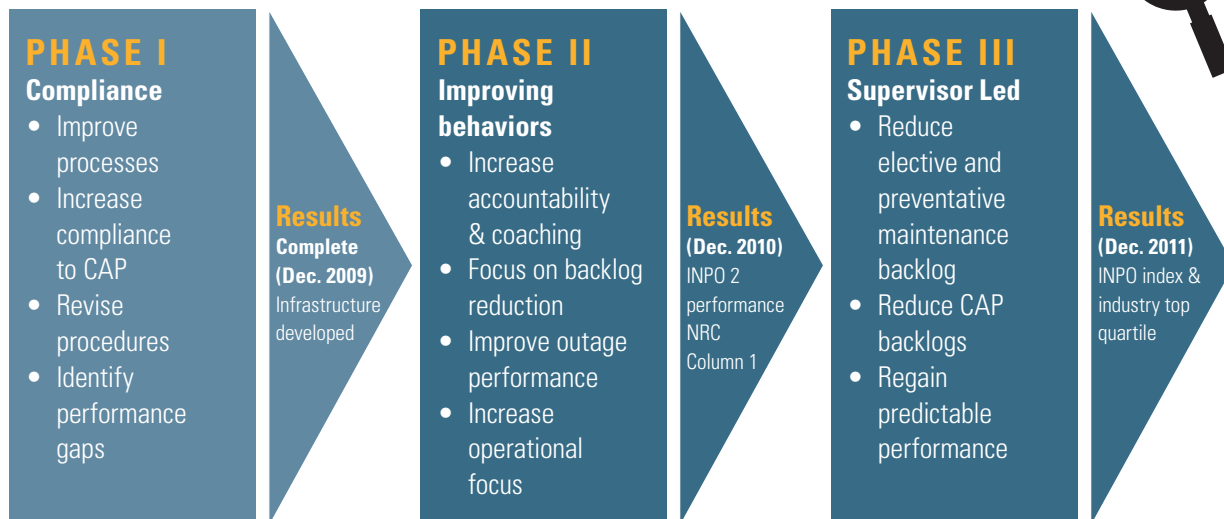 PHASE I
Compliance
• Improve
processes
• Increase
compliance
to CAP
• Revise
procedures
• Identify
performance
gaps
Results
Complete
(Dec. 2009)
Infrastructure
developed
PHASE II
Improving
behaviors
• Increase
accountability
& coaching
• Focus on backlog
reduction
• Improve outage
performance
• Increase
operational
focus
Results
(Dec. 2010)
INPO 2
performance
NRC
Column 1
PHASE III
Supervisor Led
• Reduce
elective and
preventative
maintenance
backlog
• Reduce CAP
backlogs
• Regain
predictable
performance
Results
(Dec. 2011)
INPO index &
industry top
quartile